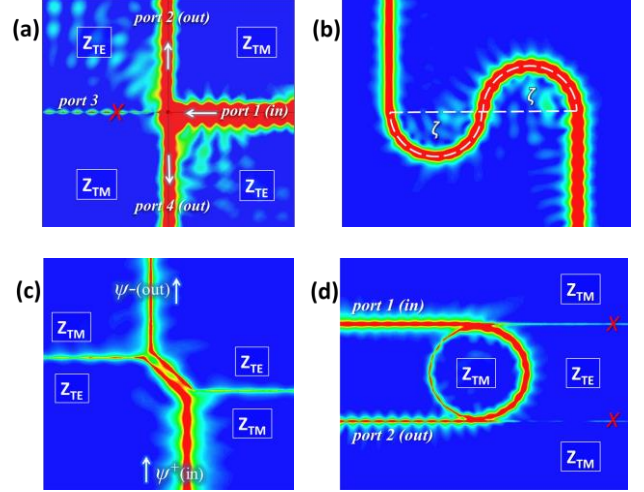 (a)
port 2 (out)
Z_TE
Z_TM
port 3
port 1 (in)
Z_TM
Z_TE
port 4 (out)
(b)
ζ
ζ
(c)
ψ-(out)
Z_TM
Z_TE
Z_TE
Z_TM
ψ⁺(in)
(d)
port 1 (in)
Z_TM
Z_TM
Z_TE
port 2 (out)
Z_TM